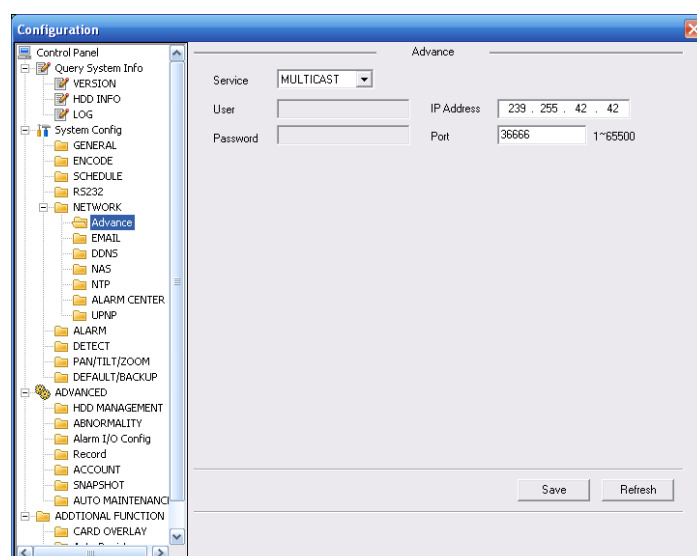 Configuration
Control Panel
Query System Info
VERSION
HDD INFO
LOG
System Config
GENERAL
ENCODE
SCHEDULE
RS232
NETWORK
Advance
EMAIL
DDNS
NAS
NTP
ALARM CENTER
UPNP
ALARM
DETECT
PAN/TILT/ZOOM
DEFAULT/BACKUP
ADVANCED
HDD MANAGEMENT
ABNORMALITY
Alarm I/O Config
Record
ACCOUNT
SNAPSHOT
AUTO MAINTENANC
ADDTIONAL FUNCTION
CARD OVERLAY
Advance
Service MULTICAST
User IP Address 239 . 255 . 42 . 42
Password Port 36666 1~65500
Save Refresh